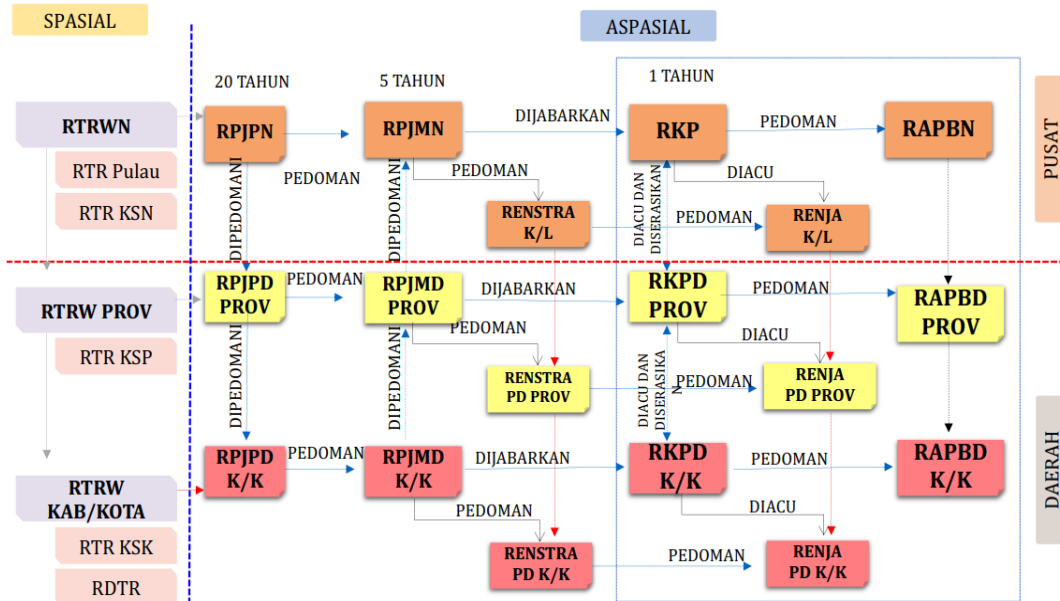 SPASIAL
ASPASIAL
20 TAHUN
5 TAHUN
1 TAHUN
RTRWN
RTR Pulau
RTR KSN
RPJPN
PEDOMAN
RPJMN
DIJABARKAN
RKP
PEDOMAN
RAPBN
PUSAT
DIPEDOMANI
DIPEDOMANI
PEDOMAN
RENSTRA
K/L
PEDOMAN
DIACU DAN
DISERASIKAN
DIACU
RENJA
K/L
RTRW PROV
RTR KSP
RPJPD
PROV
PEDOMAN
RPJMD
PROV
DIJABARKAN
RKPD
PROV
PEDOMAN
RAPBD
PROV
DIPEDOMANI
DIPEDOMANI
PEDOMAN
RENSTRA
PD PROV
PEDOMAN
DIACU DAN
DISERASIKA
N
DIACU
RENJA
PD PROV
DAERAH
RTRW
KAB/KOTA
RTR KSK
RDTR
RPJPD
K/K
PEDOMAN
RPJMD
K/K
DIJABARKAN
RKPD
K/K
PEDOMAN
RAPBD
K/K
PEDOMAN
RENSTRA
PD K/K
PEDOMAN
DIACU
RENJA
PD K/K